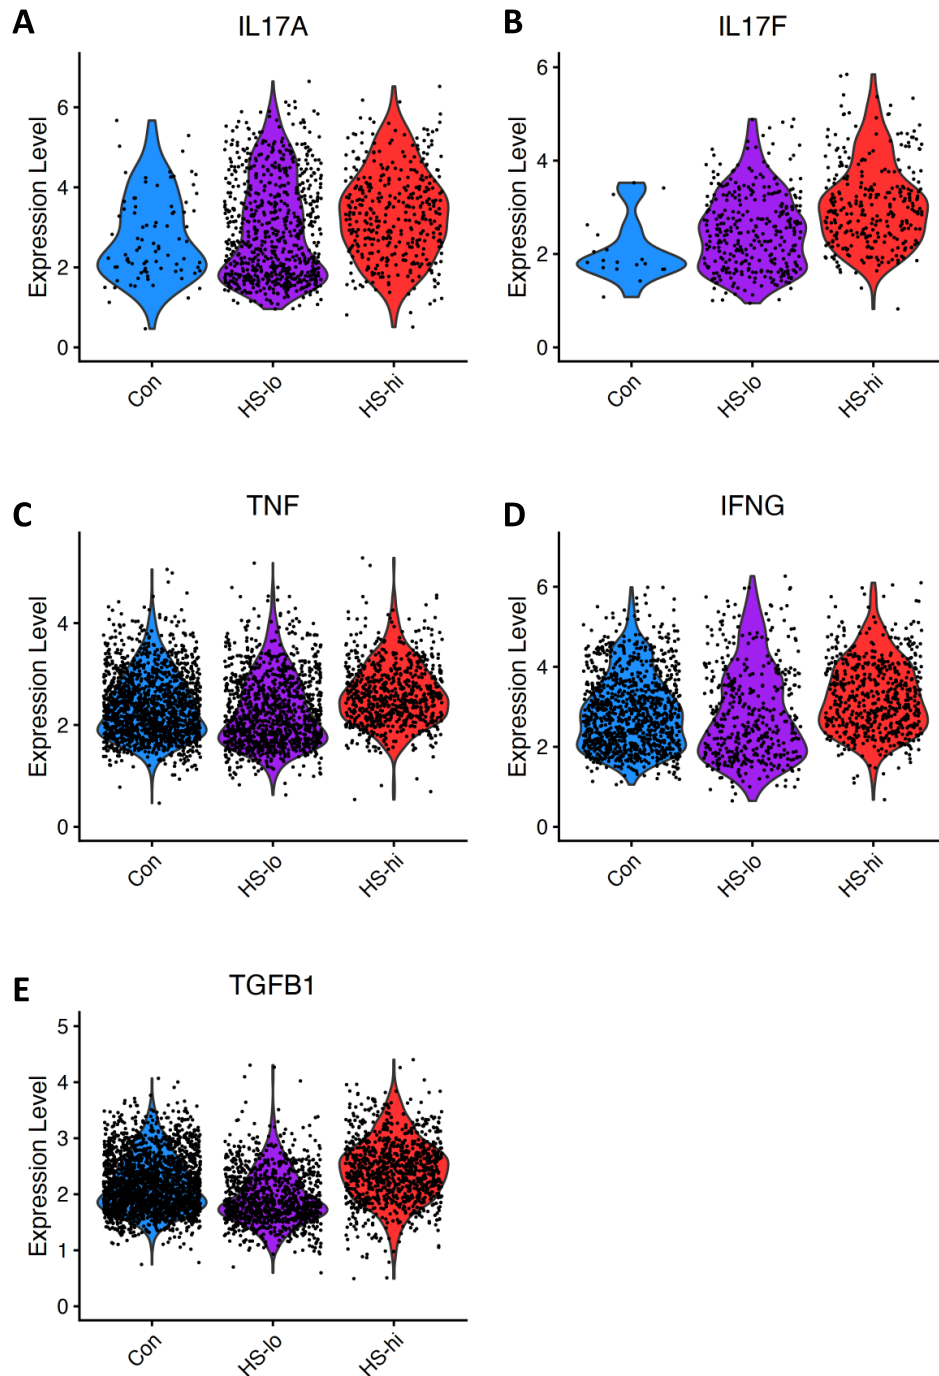 A
IL17A
Expression Level
6
4
2
0
Con
HS-lo
HS-hi
B
IL17F
Expression Level
6
4
2
0
Con
HS-lo
HS-hi
C
TNF
Expression Level
4
2
0
Con
HS-lo
HS-hi
D
IFNG
Expression Level
6
4
2
0
Con
HS-lo
HS-hi
E
TGFB1
Expression Level
5
4
3
2
1
0
Con
HS-lo
HS-hi